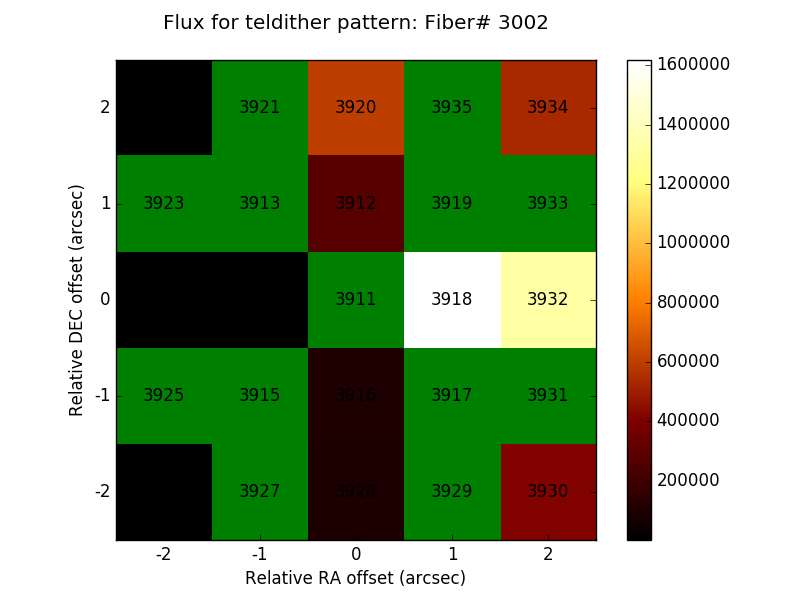 Flux for teldither pattern: Fiber# 3002
Relative DEC offset (arcsec)
2
1
0
-1
-2
3921 3920 3935 3934
3923 3913 3912 3919 3933
3911 3918 3932
3925 3915 3916 3917 3931
3927 3928 3929 3930
-2 -1 0 1 2
Relative RA offset (arcsec)
1600000
1400000
1200000
1000000
800000
600000
400000
200000